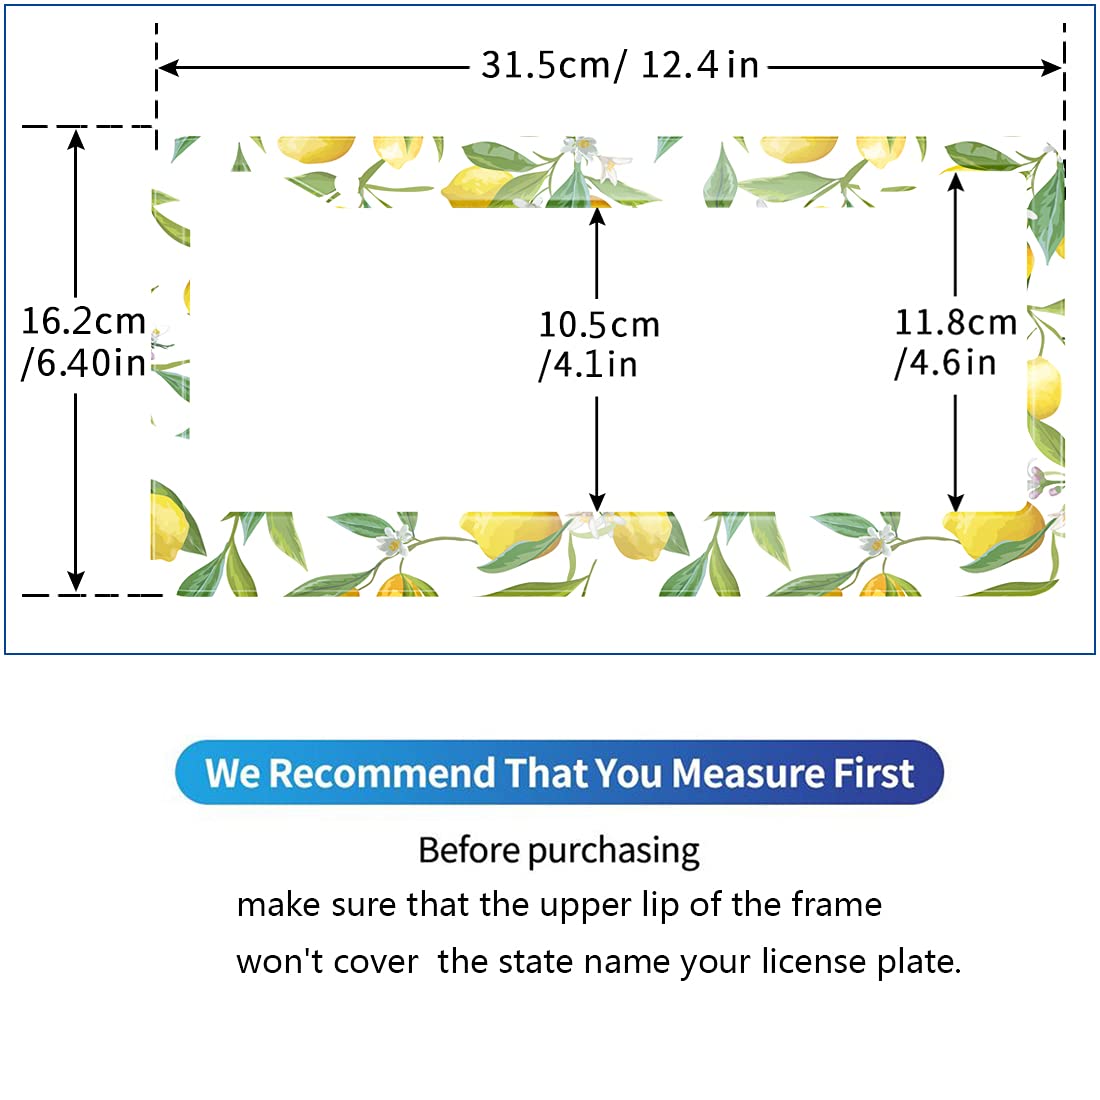 31.5cm/ 12.4 in
16.2cm
/6.40in
10.5cm
/4.1in
11.8cm
/4.6in
We Recommend That You Measure First
Before purchasing
make sure that the upper lip of the frame
won't cover  the state name your license plate.